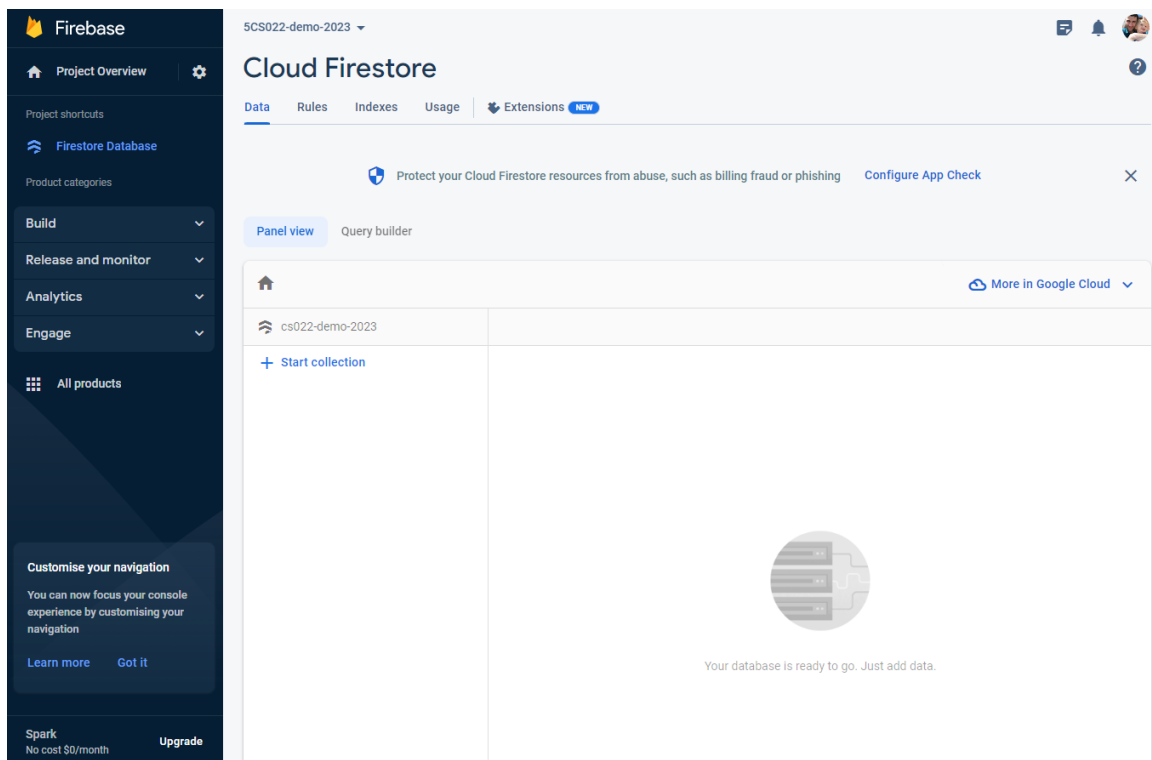 Firebase
Project Overview
Project shortcuts
Firestore Database
Product categories
Build
Release and monitor
Analytics
Engage
All products
Customise your navigation
You can now focus your console
experience by customising your
navigation
Learn more Got it
Spark
No cost $0/month
Upgrade
5CS022-demo-2023
Cloud Firestore
Data Rules Indexes Usage Extensions NEW
Protect your Cloud Firestore resources from abuse, such as billing fraud or phishing Configure App Check
Panel view Query builder
More in Google Cloud
cs022-demo-2023
+ Start collection
Your database is ready to go. Just add data.